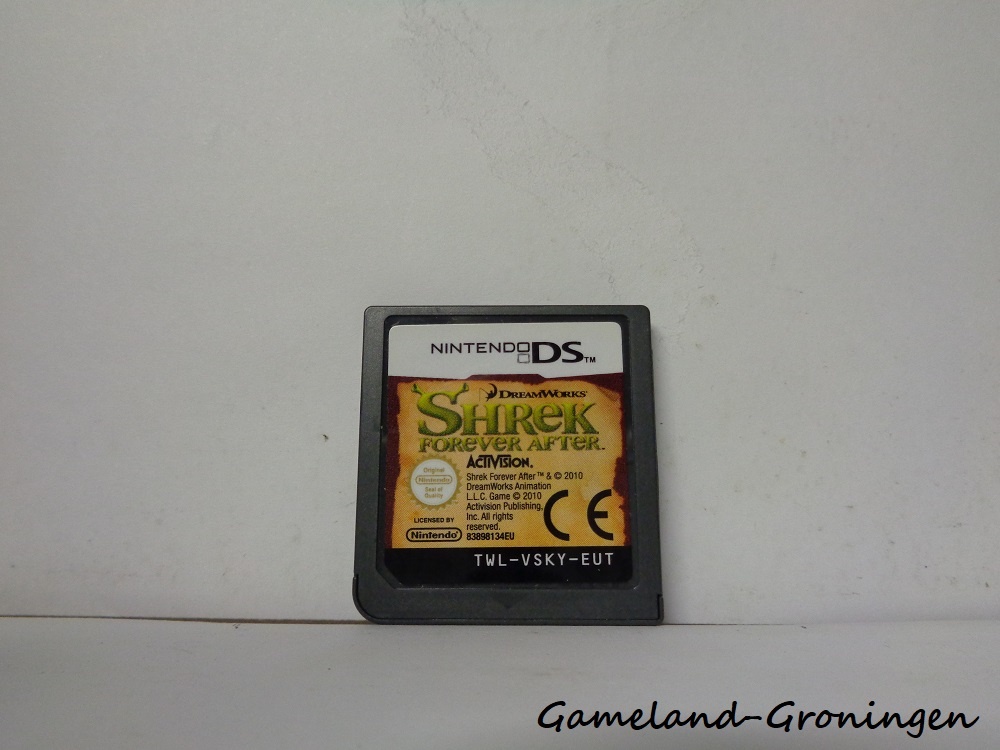 NINTENDO DS™
DREAMWORKS
SHREK
FOREVER AFTER™
ACTIVISION®
Original
Nintendo
Seal of
Quality
Shrek Forever After™ & © 2010
DreamWorks Animation
L.L.C. Game © 2010
Activision Publishing,
Inc. All rights
reserved.
83898134EU
CE
LICENSED BY
Nintendo®
TWL-VSKY-EUT
Gameland-Groningen